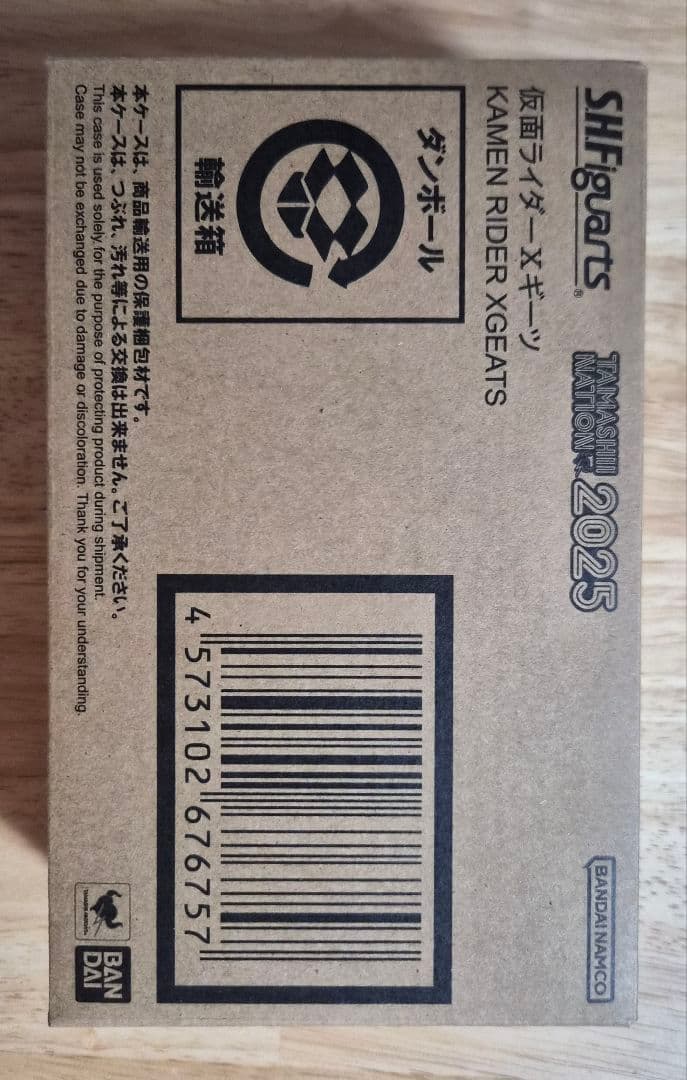 S.H.Figuarts®
TAMASHII
NATION
2025
BANDAI NAMCO
仮面ライダーXギーツ
KAMEN RIDER XGEATS
ダンボール
輸送箱
4 573102 676757
本ケースは、商品輸送用の保護梱包材です。
本ケースは、つぶれ、汚れ等による交換は出来ません。ご了承ください。
This case is used solely for the purpose of protecting product during shipment.
Case may not be exchanged due to damage or discoloration. Thank you for your understanding.
TAMASHII NATIONS
BAN
DAI